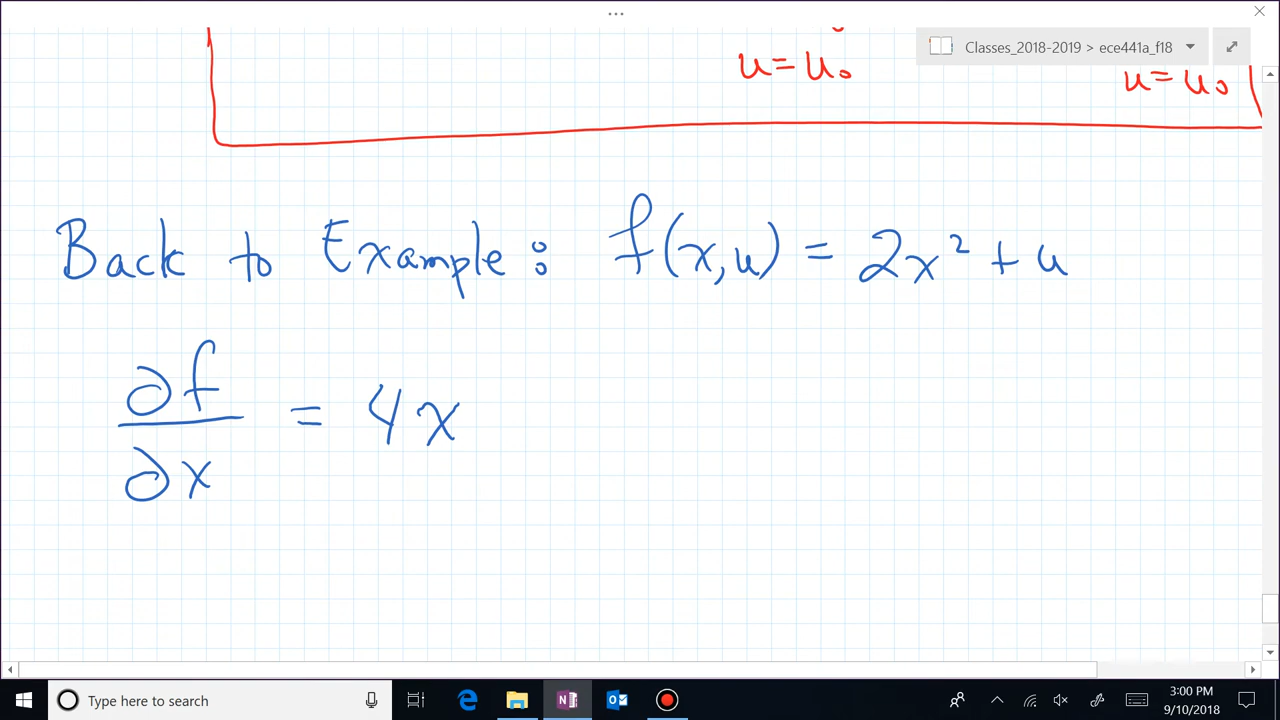 Classes_2018-2019 > ece441a_f18
u = u₀
u = u₀
Back to Example : f(x,u) = 2x² + u
∂f/∂x = 4x
Type here to search
3:00 PM
9/10/2018